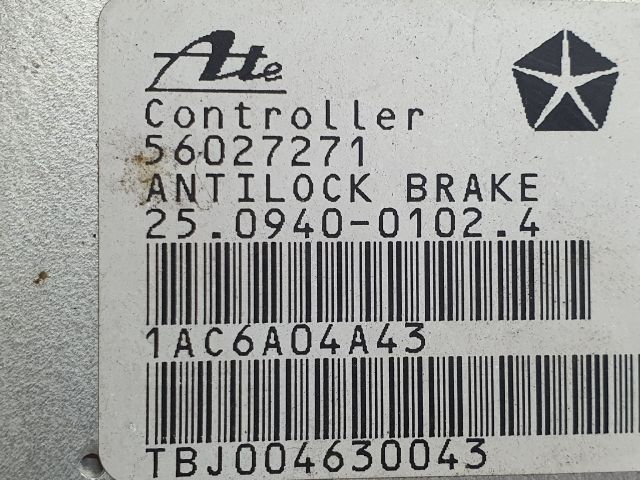 Ate
Controller
56027271
ANTILOCK BRAKE
25.0940-0102.4
1AC6A04A43
TBJ004630043